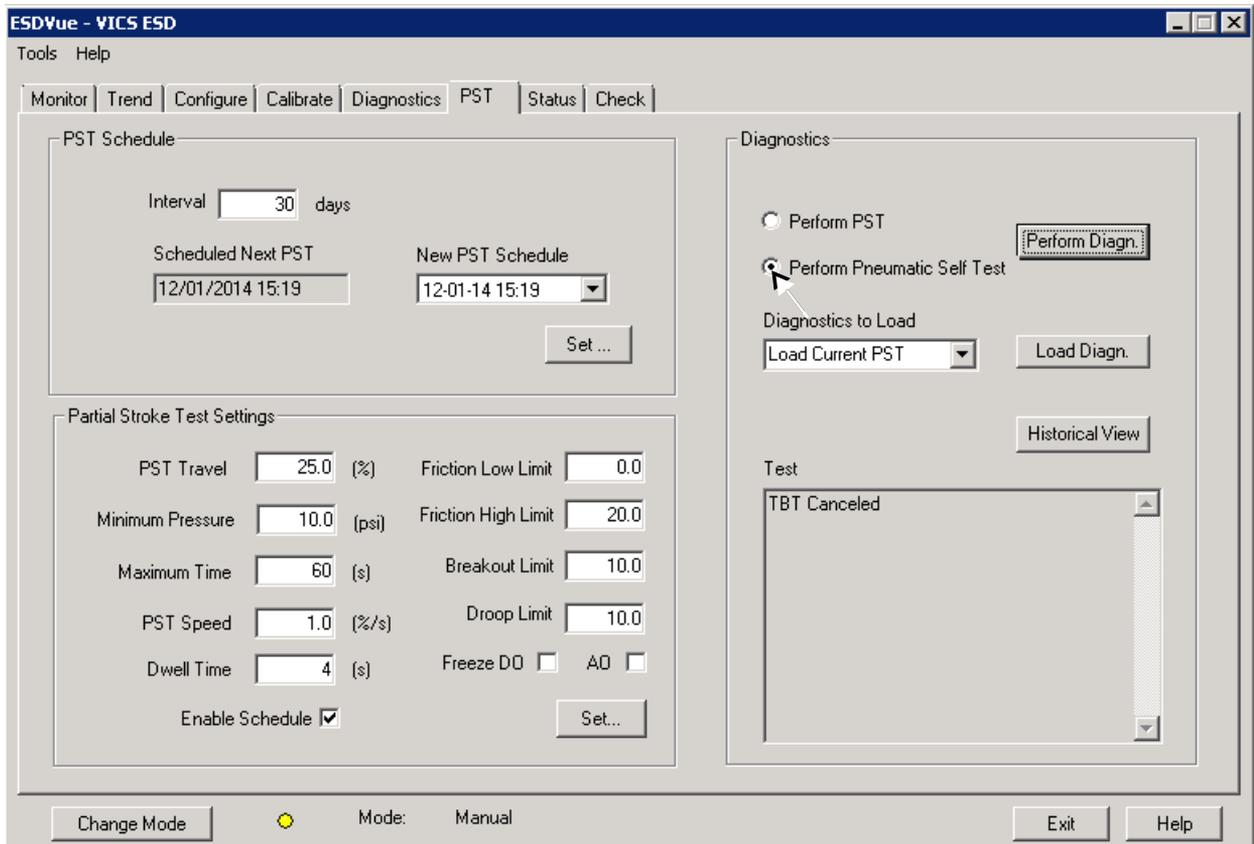 ESDVue - VICS ESD
Tools Help
Monitor Trend Configure Calibrate Diagnostics PST Status Check
PST Schedule
Interval 30 days
Scheduled Next PST
12/01/2014 15:19
New PST Schedule
12-01-14 15:19
Set ...
Partial Stroke Test Settings
PST Travel 25.0 (%)
Minimum Pressure 10.0 (psi)
Maximum Time 60 (s)
PST Speed 1.0 (%/s)
Dwell Time 4 (s)
Enable Schedule
Friction Low Limit 0.0
Friction High Limit 20.0
Breakout Limit 10.0
Droop Limit 10.0
Freeze DO AO
Set...
Diagnostics
Perform PST
Perform Pneumatic Self Test
Perform Diagn.
Diagnostics to Load
Load Current PST
Load Diagn.
Historical View
Test
TBT Canceled
Change Mode
Mode: Manual
Exit
Help